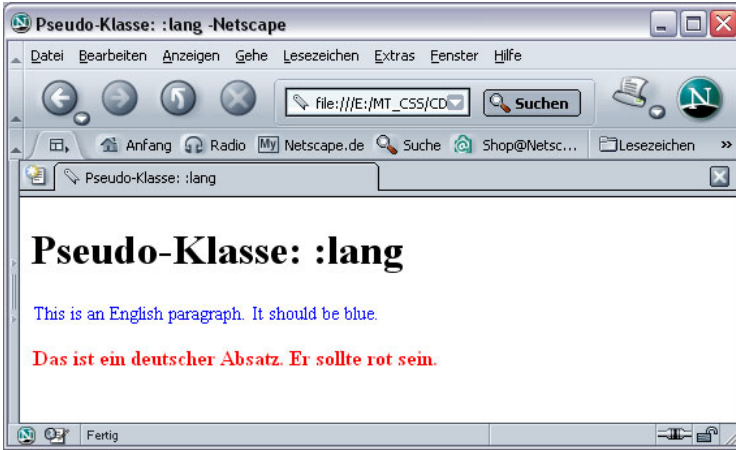 Pseudo-Klasse: :lang -Netscape
Datei Bearbeiten Anzeigen Gehe Lesezeichen Extras Fenster Hilfe
file:///E:/MT_CSS/CD Suchen N
Anfang Radio My Netscape.de Suche Shop@Netsc... Lesezeichen »
Pseudo-Klasse: :lang
Pseudo-Klasse: :lang
This is an English paragraph. It should be blue.
Das ist ein deutscher Absatz. Er sollte rot sein.
Fertig